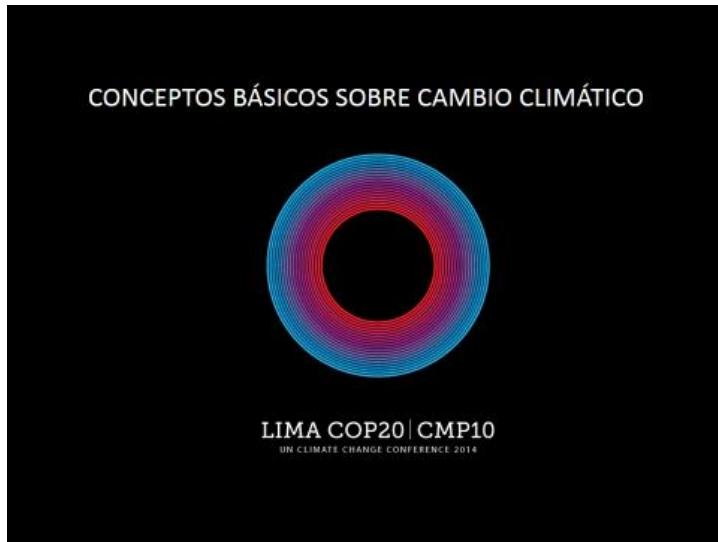 CONCEPTOS BÁSICOS SOBRE CAMBIO CLIMÁTICO
LIMA COP20 | CMP10
UN CLIMATE CHANGE CONFERENCE 2014